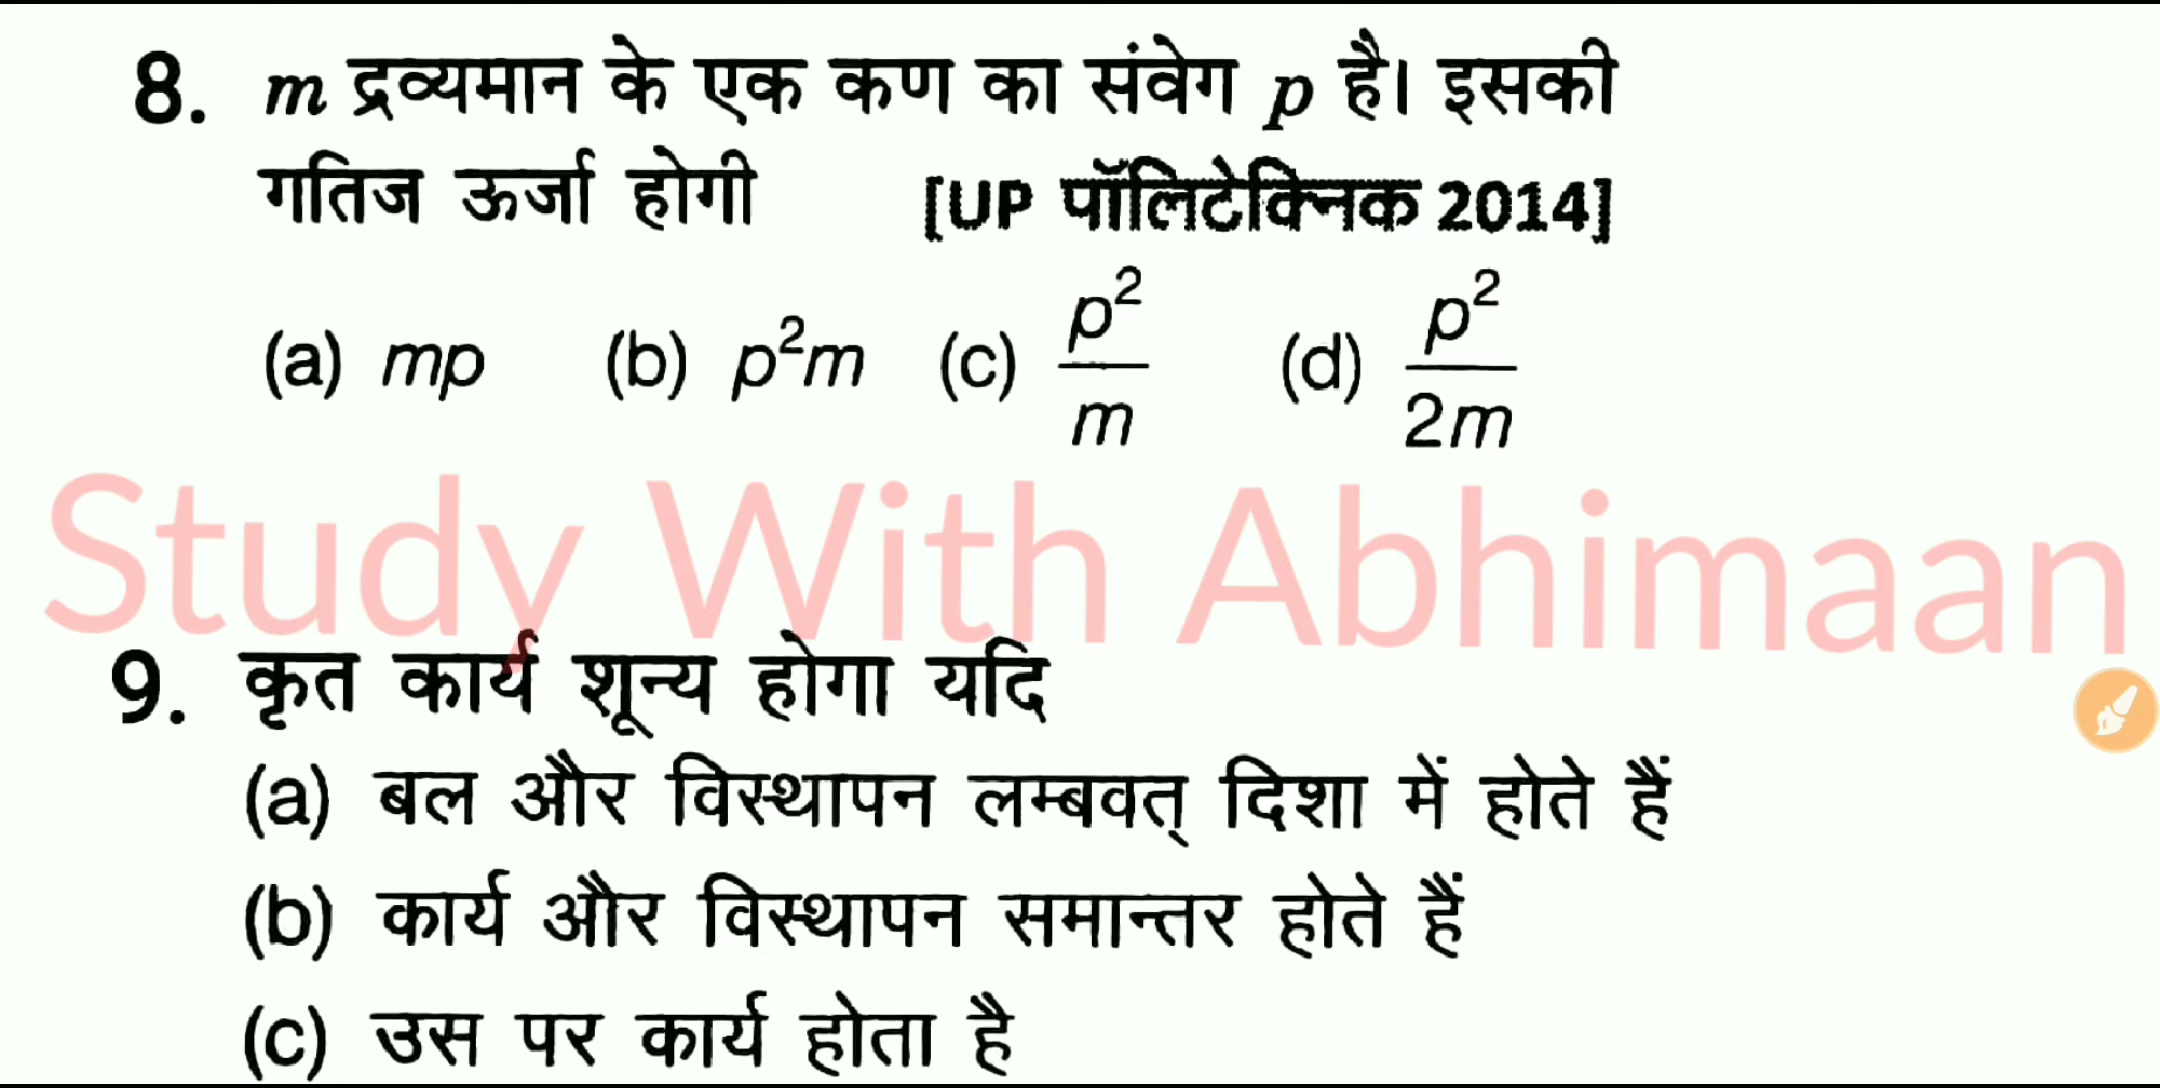 8. m द्रव्यमान के एक कण का संवेग p है। इसकी
गतिज ऊर्जा होगी [UP पॉलिटेक्निक 2014]
(a) mp (b) p²m (c) p²/m (d) p²/2m
Study With Abhimaan
9. कृत कार्य शून्य होगा यदि
(a) बल और विस्थापन लम्बवत् दिशा में होते हैं
(b) कार्य और विस्थापन समान्तर होते हैं
(c) उस पर कार्य होता है